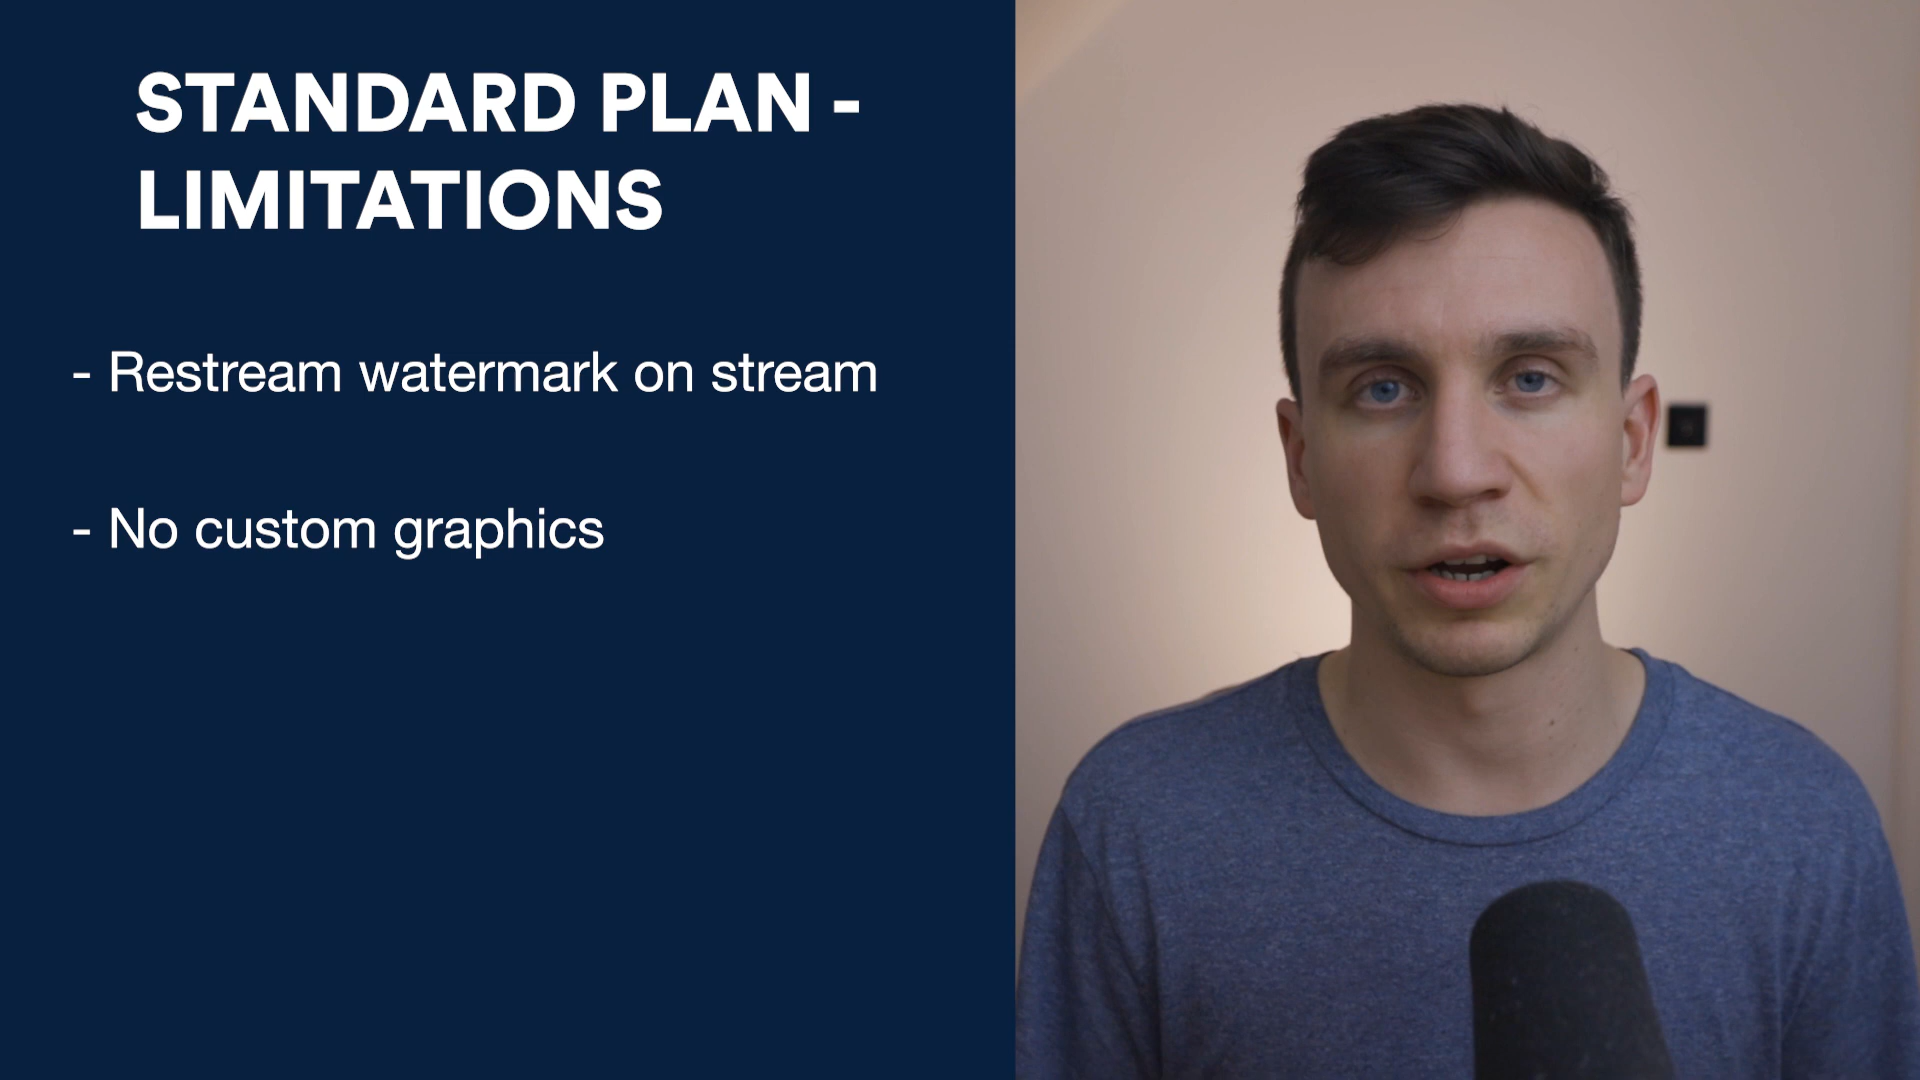 STANDARD PLAN -
LIMITATIONS
- Restream watermark on stream
- No custom graphics